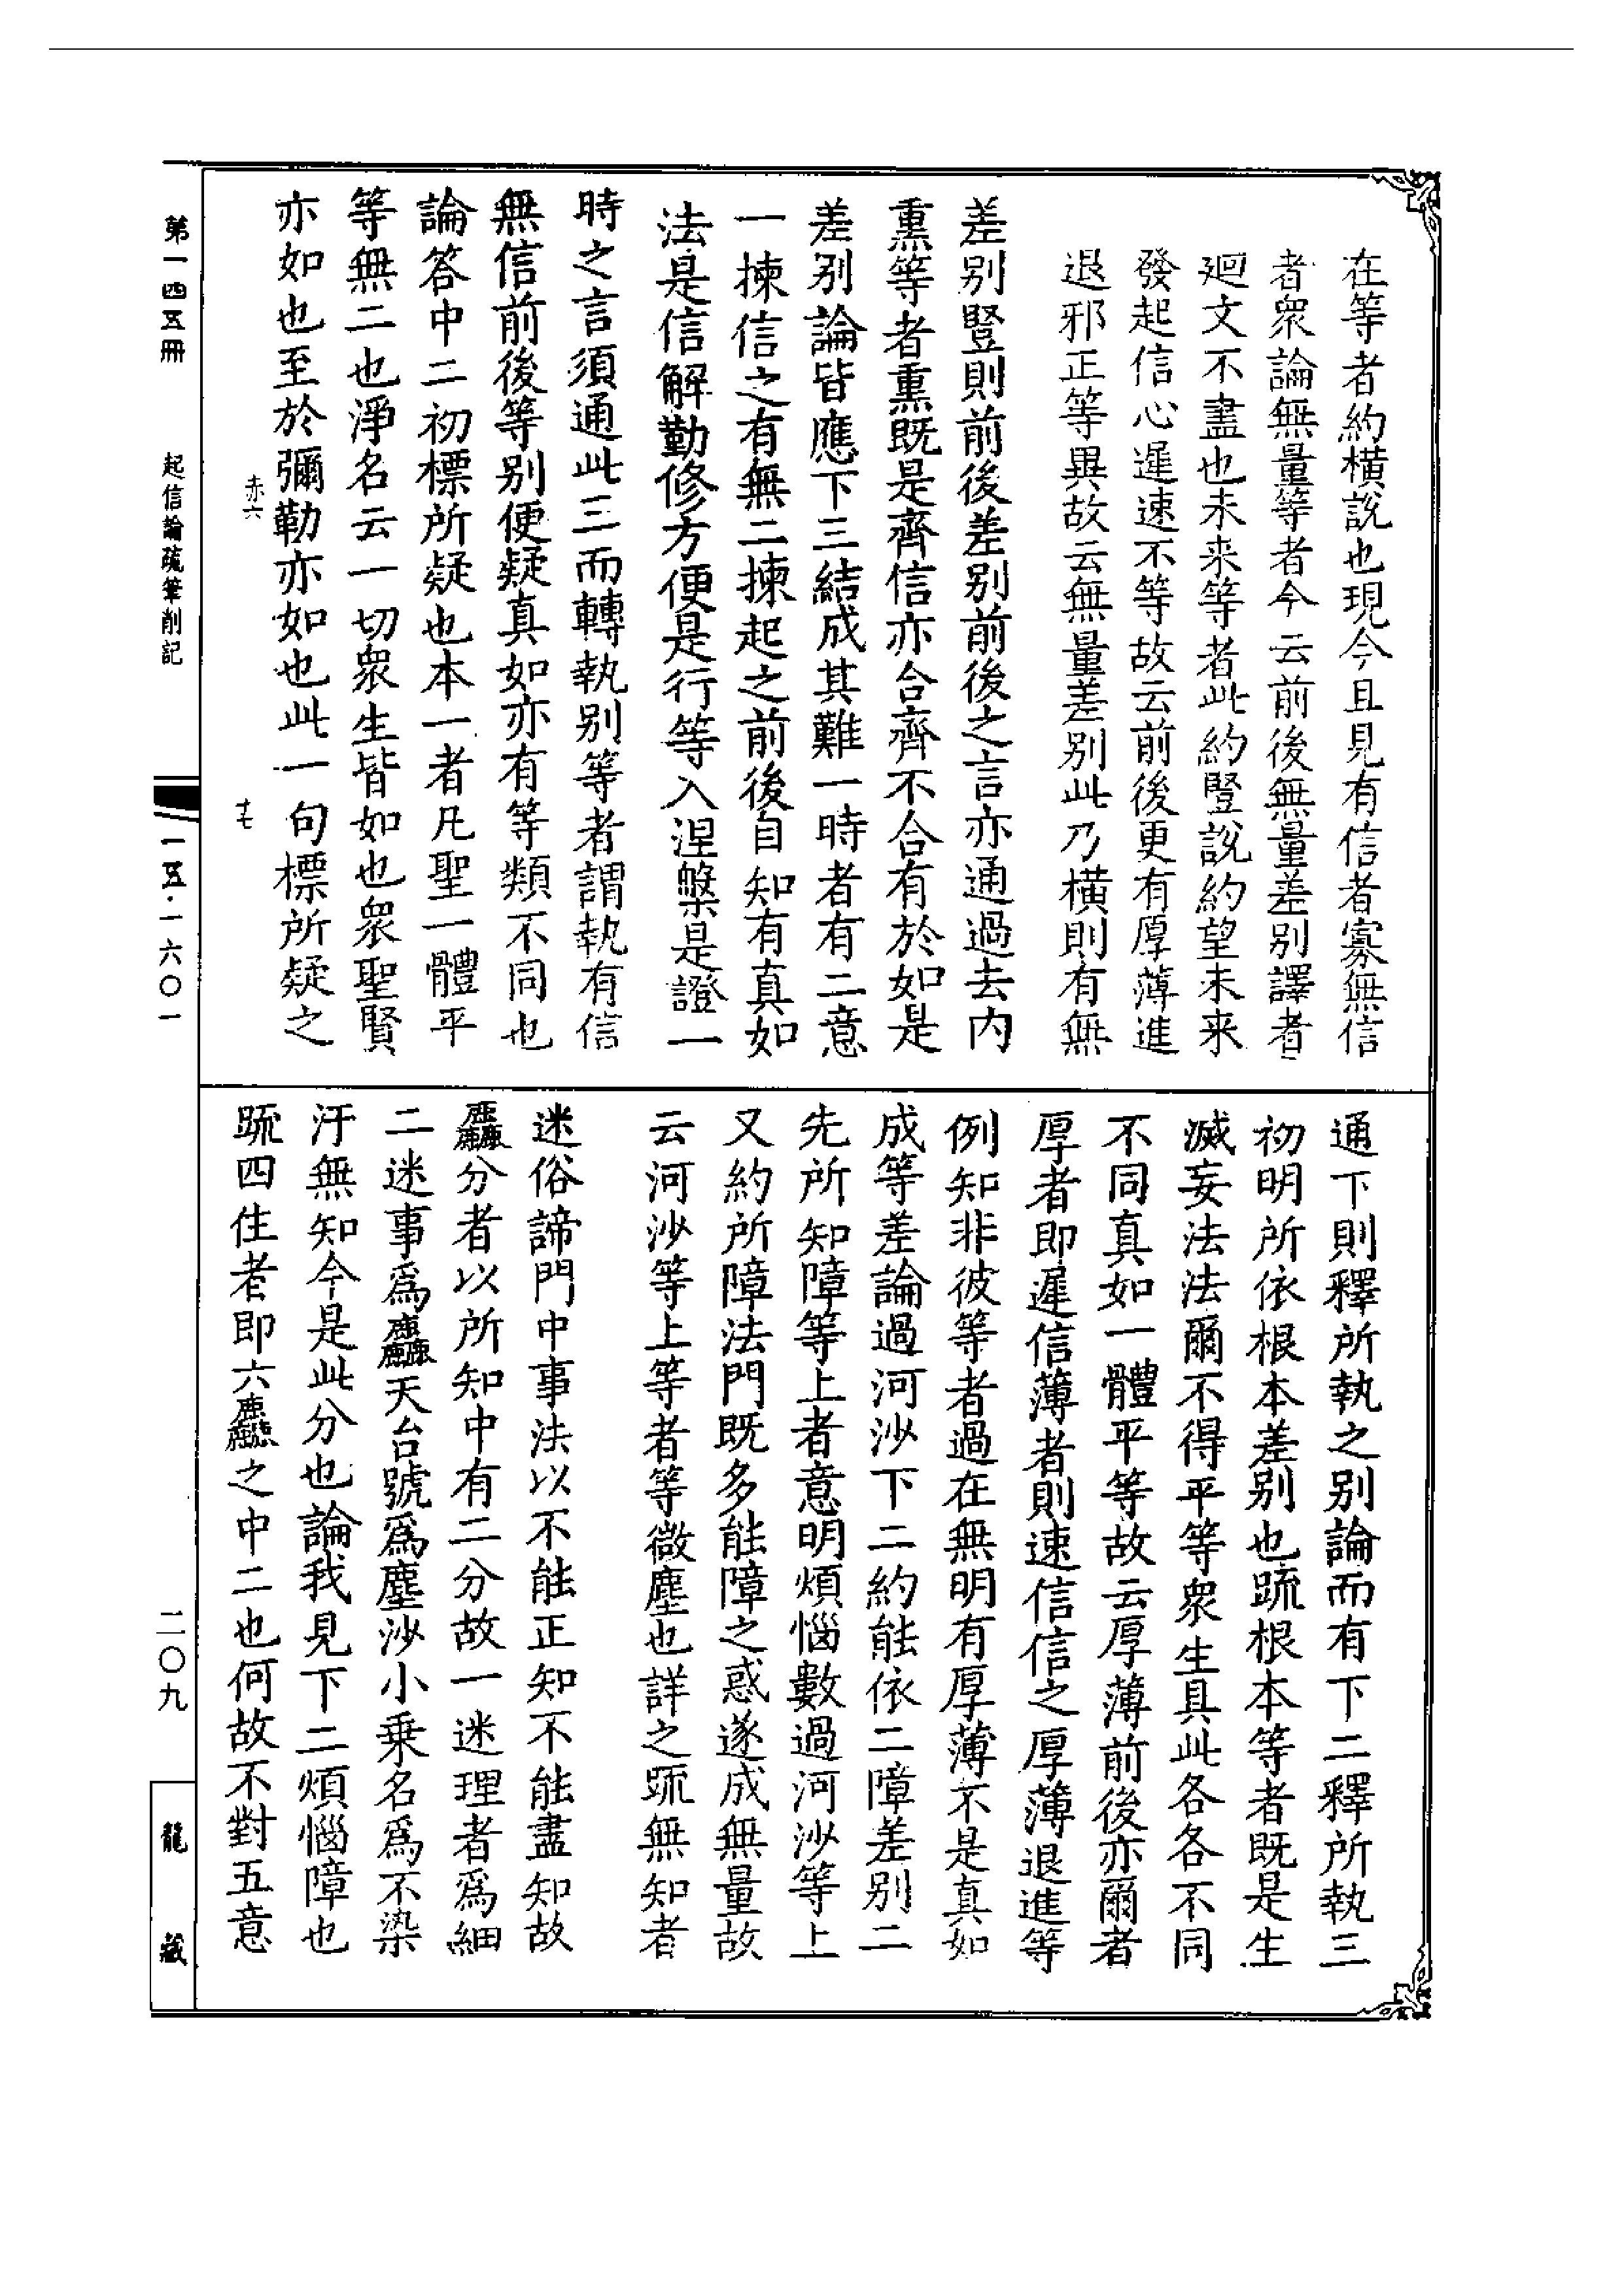 在等者約横說也現今且見有信者寡無信
者眾論無量等者今云前後無量差別譯者
迴文不盡也未来等者此約竪說約望未来
發起信心遲速不等故云前後更有厚薄進
退邪正等異故云無量差別此乃横則有無
差別竪則前後差別前後之言亦通過去内
熏等者熏既是齊信亦合齊不合有於如是
差別論皆應下三結成其難一時者有二意
一揀信之有無二揀起之前後自知有真如
法是信解勤修方便是行等入涅槃是證一
時之言須通此三而轉執別等者謂執有信
無信前後等別便疑真如亦有等類不同也
論答中二初標所疑也本一者凡聖一體平
等無二也淨名云一切眾生皆如也眾聖賢
亦如也至於彌勒亦如也此一句標所疑之
赤六
通下則釋所執之別論而有下二釋所執三
初明所依根本差別也䟽根本等者既是生
滅妄法法爾不得平等眾生具此各各不同
不同真如一體平等故云厚薄前後亦爾者
厚者即遲信薄者則速信信之厚薄退進等
例知非彼等者過在無明有厚薄不是真如
成等差論過河沙下二約能依二障差別二
先所知障等上者意明煩惱數過河沙等上
又約所障法門既多能障之惑遂成無量故
云河沙等上等者等微塵也詳之䟽無知者
迷俗諦門中事法以不能正知不能盡知故
麤分者以所知中有二分故一迷理者爲細
二迷事爲麤天台號爲塵沙小乗名爲不染
汙無知今是此分也論我見下二煩惱障也
䟽四住者即六麤之中二也何故不對五意
第一四五冊
起信論疏筆削記
一五·一六〇一
二〇九
龍藏